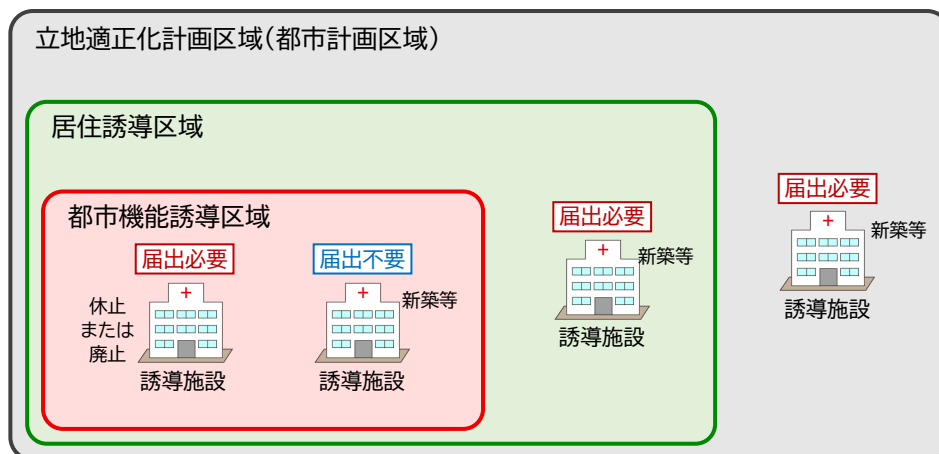 立地適正化計画区域(都市計画区域)
居住誘導区域
都市機能誘導区域
届出必要
休止
または
廃止
誘導施設
届出不要
新築等
誘導施設
届出必要
新築等
誘導施設
届出必要
新築等
誘導施設